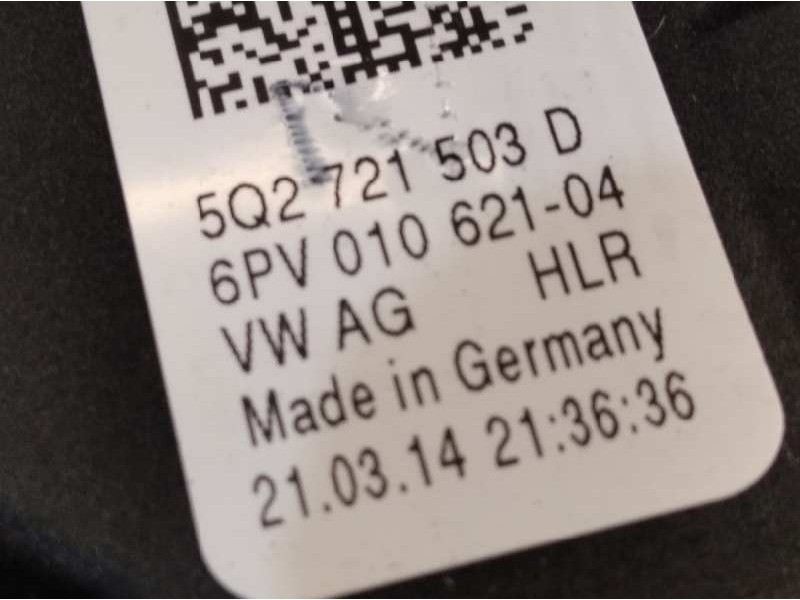 5Q2 721 503 D
6PV 010 621-04
VW AG HLR
Made in Germany
21.03.14 21:36:36